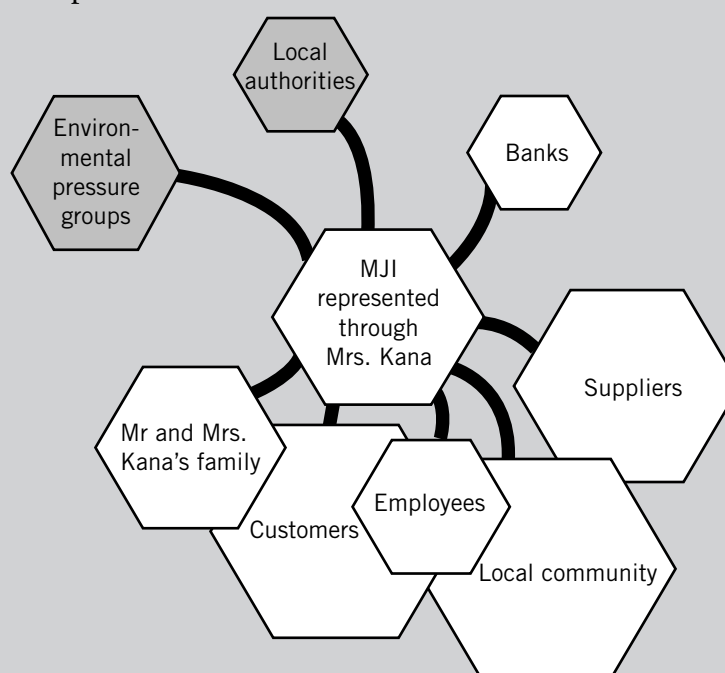 Local
authorities
Environ-
mental
pressure
groups
Banks
MJI
represented
through
Mrs. Kana
Suppliers
Mr and Mrs.
Kana's family
Employees
Customers
Local community